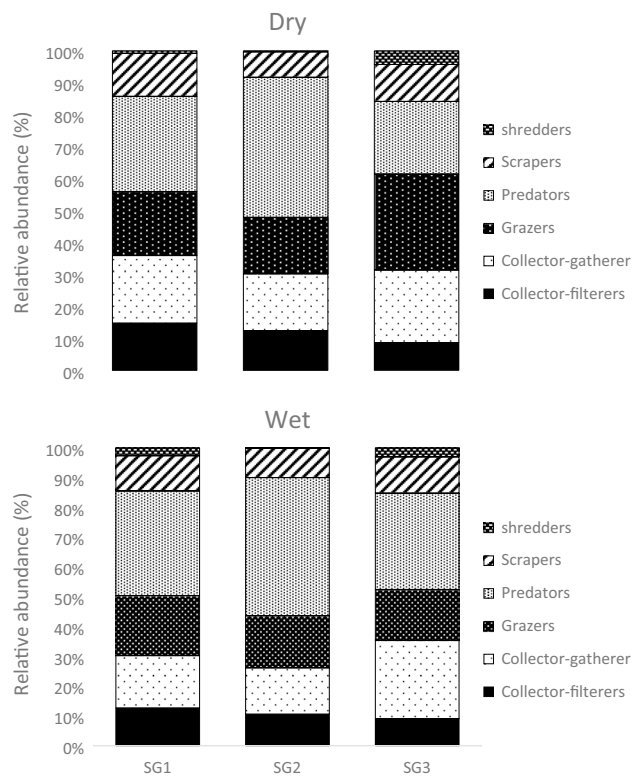 Dry
Relative abundance (%)
100%
90%
80%
70%
60%
50%
40%
30%
20%
10%
0%
shredders
Scrapers
Predators
Grazers
Collector-gatherer
Collector-filterers
Wet
Relative abundance (%)
100%
90%
80%
70%
60%
50%
40%
30%
20%
10%
0%
shredders
Scrapers
Predators
Grazers
Collector-gatherer
Collector-filterers
SG1 SG2 SG3